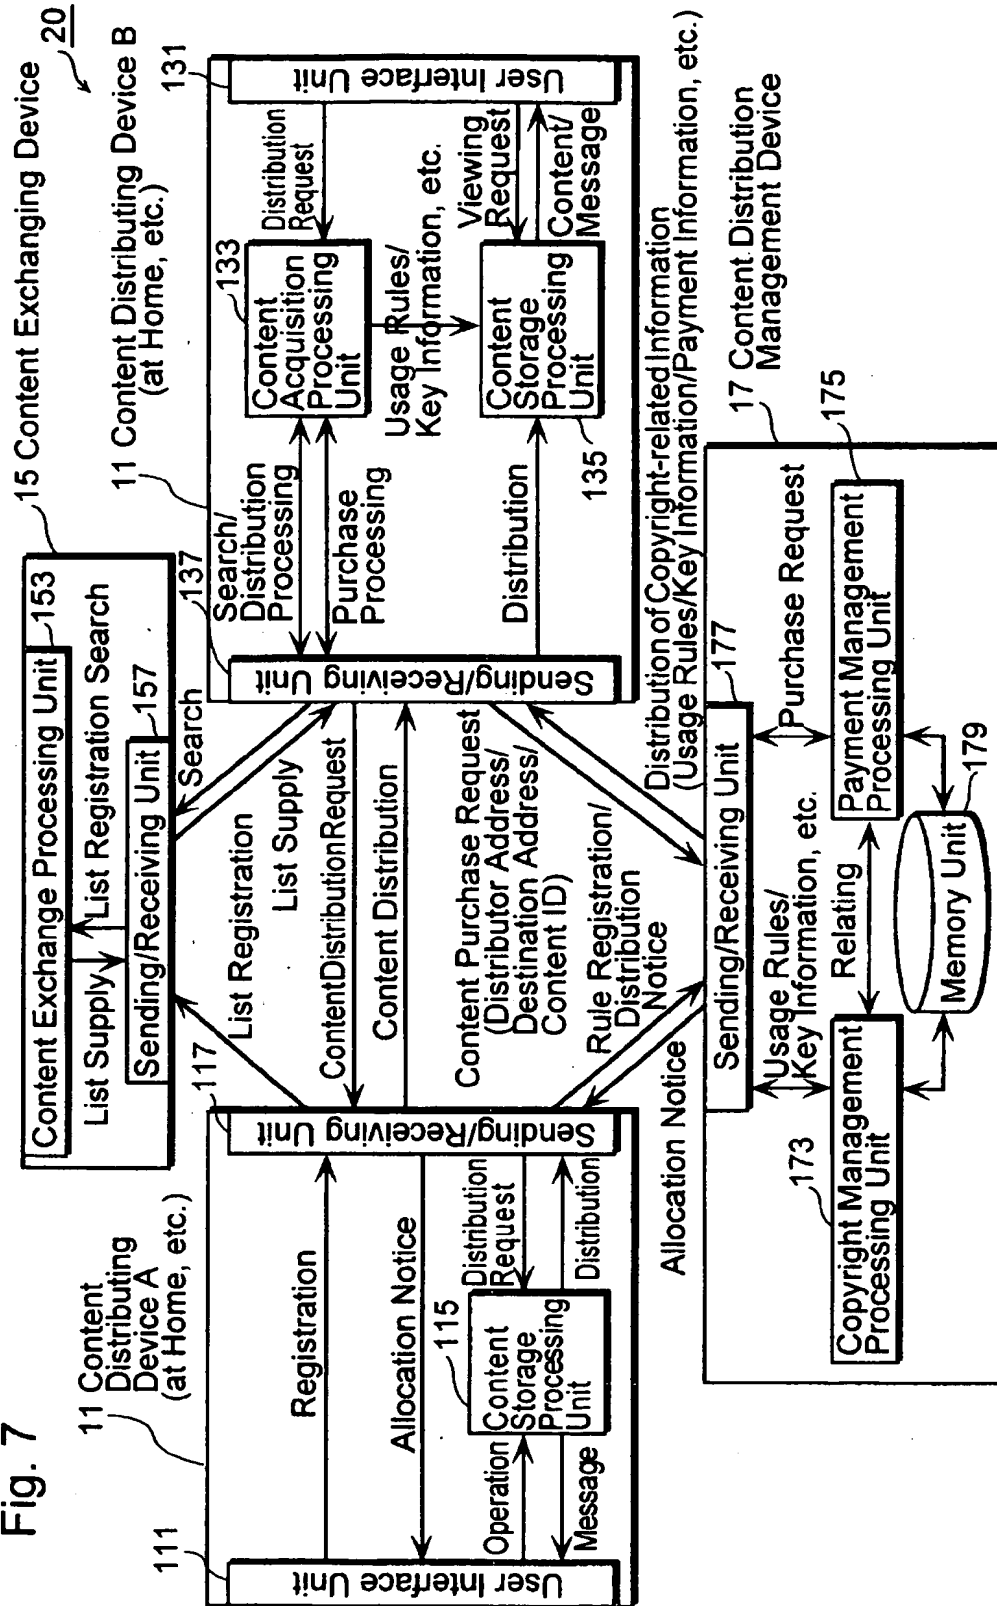 Fig. 7
20
15 Content Exchanging Device
Content Exchange Processing Unit
153
List Supply
List Registration Search
Sending/Receiving Unit
157
11 Content
Distributing
Device A
(at Home, etc.)
111
User Interface Unit
Registration
Allocation Notice
Operation
Message
115
Content
Storage
Processing
Unit
Distribution
Request
Distribution
117
Sending/Receiving Unit
List Registration
Search
List Supply
ContentDistributionRequest
Content Distribution
Content Purchase Request
(Distributor Address/
Destination Address/
Content ID)
Rule Registration/
Distribution
Notice
Allocation Notice
11 Content Distributing Device B
(at Home, etc.)
137
Sending/Receiving Unit
Search/
Distribution
Processing
Purchase
Processing
Distribution
133
Content
Acquisition
Processing
Unit
Usage Rules/
Key Information, etc.
Content
Storage
Processing
Unit
135
Distribution
Request
Viewing
Request
Content/
Message
131
User Interface Unit
Distribution of Copyright-related Information
(Usage Rules/Key Information/Payment Information, etc.)
17 Content Distribution
Management Device
Sending/Receiving Unit
177
Usage Rules/
Key Information, etc.
Purchase Request
173
Copyright Management
Processing Unit
Relating
Payment Management
Processing Unit
175
Memory Unit
179